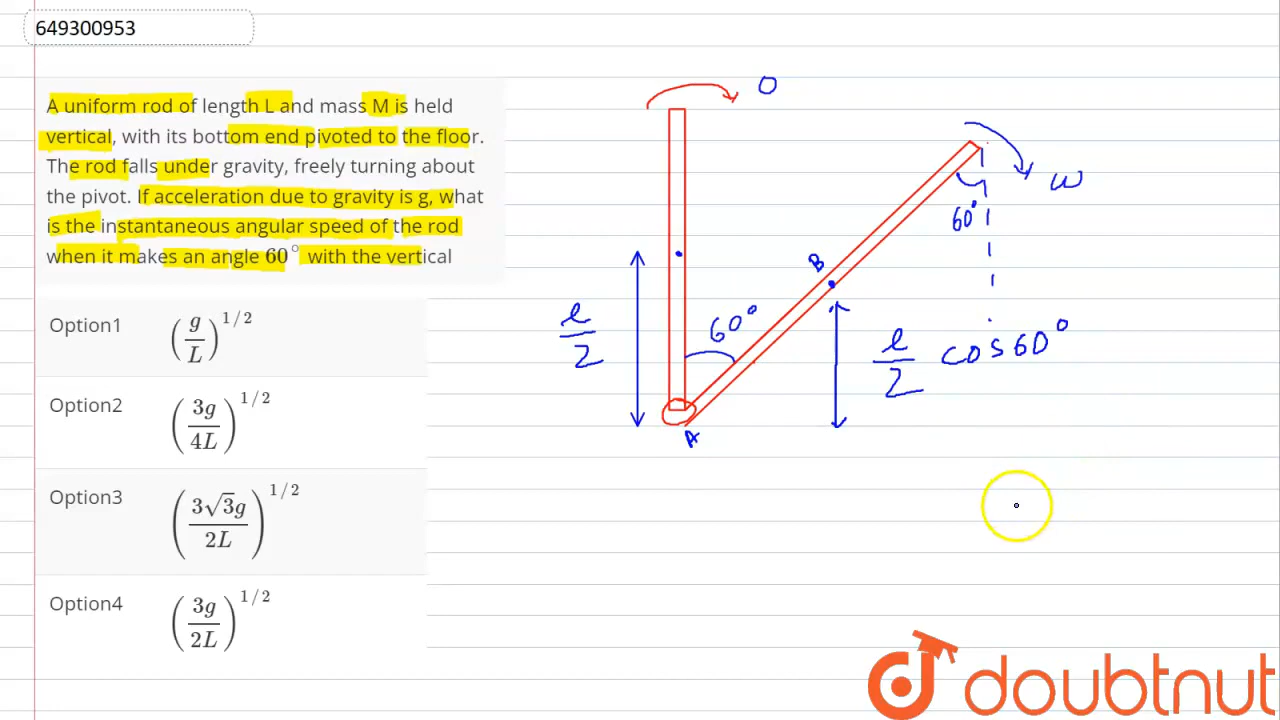 649300953
A uniform rod of length L and mass M is held
vertical, with its bottom end pivoted to the floor.
The rod falls under gravity, freely turning about
the pivot. If acceleration due to gravity is g, what
is the instantaneous angular speed of the rod
when it makes an angle 60° with the vertical
Option1 (g/L)^1/2
Option2 (3g/4L)^1/2
Option3 (3√3g/2L)^1/2
Option4 (3g/2L)^1/2
0
ω
60°
B
l/2
60°
l/2 cos60°
A
doubtnut